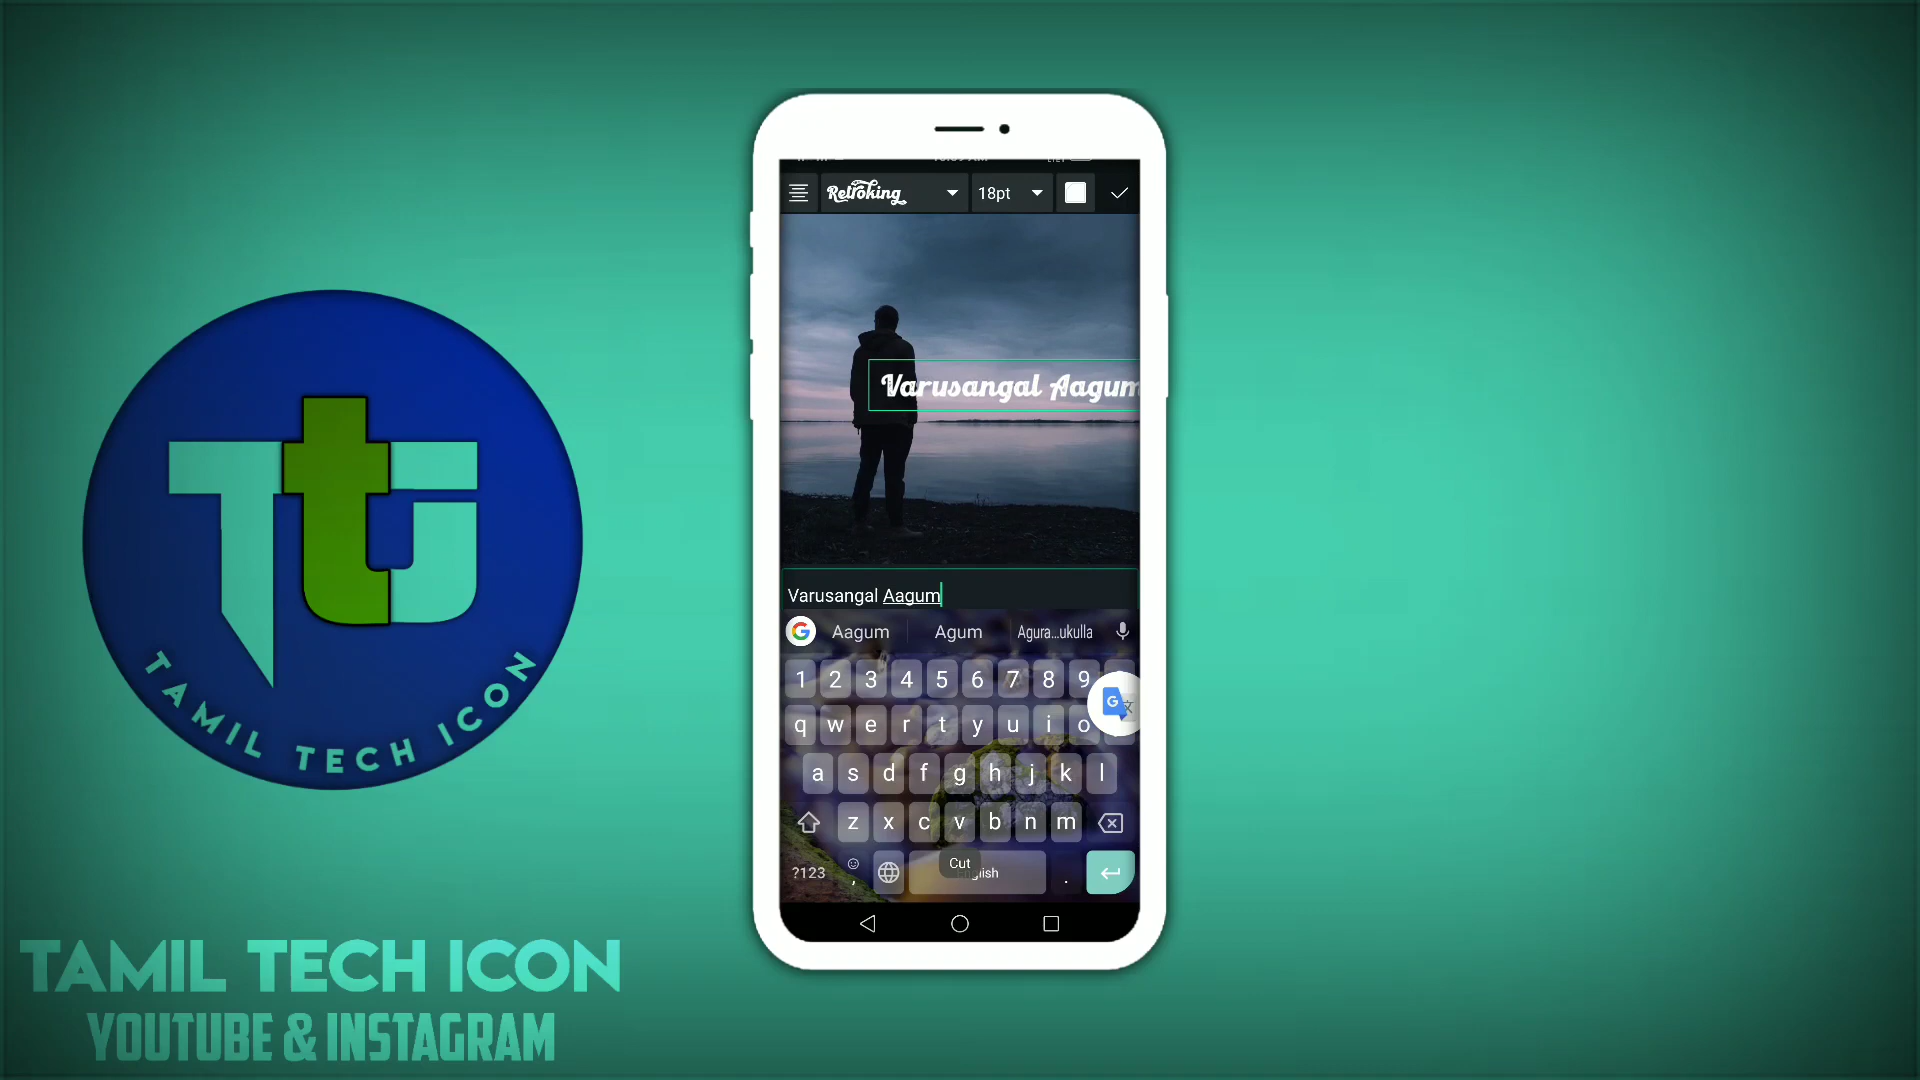 Retroking
18pt
Varusangal Aagum
Varusangal Aagum
Aagum Agum Agura...ukulla
1 2 3 4 5 6 7 8 9
q w e r t y u i o
a s d f g h j k l
z x c v b n m
?123 , Cut .
TTI
TAMIL TECH ICON
TAMIL TECH ICON
YOUTUBE & INSTAGRAM